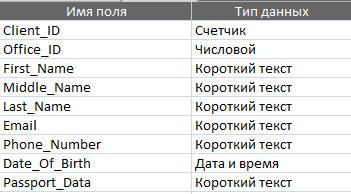 Имя поля Тип данных
Client_ID Счетчик
Office_ID Числовой
First_Name Короткий текст
Middle_Name Короткий текст
Last_Name Короткий текст
Email Короткий текст
Phone_Number Короткий текст
Date_Of_Birth Дата и время
Passport_Data Короткий текст